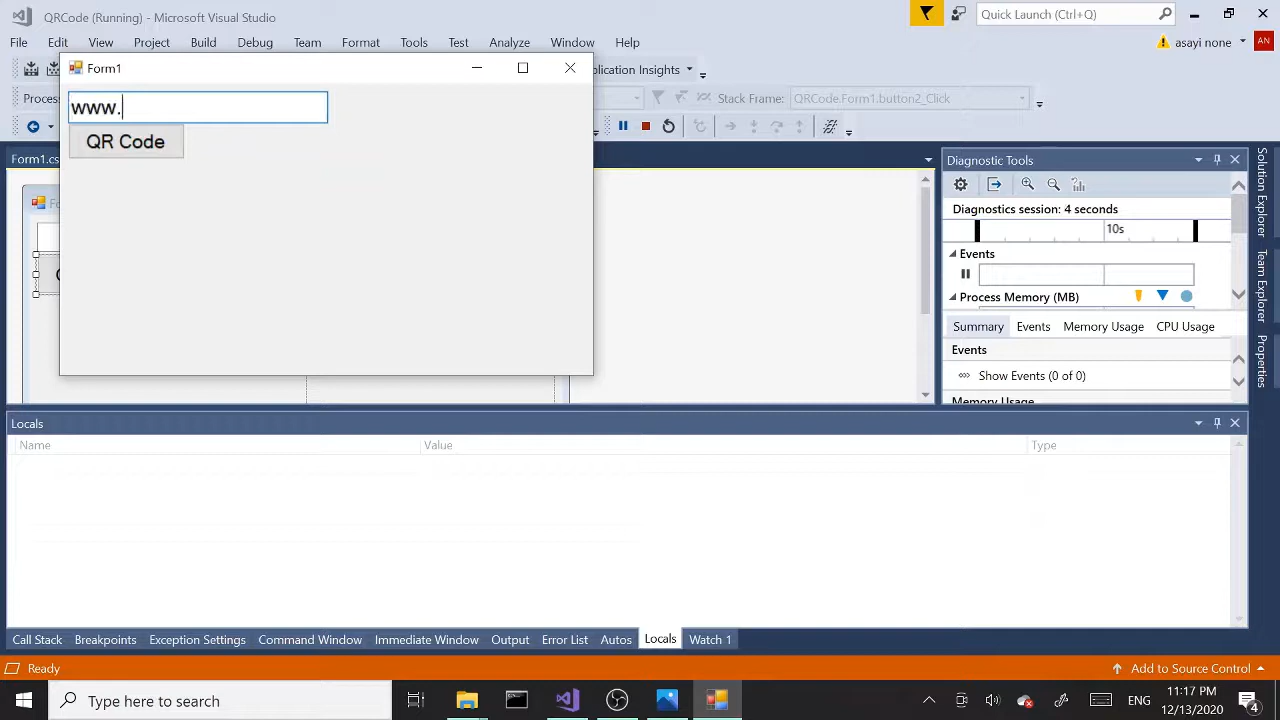 QRCode (Running) - Microsoft Visual Studio
Quick Launch (Ctrl+Q)
File Edit View Project Build Debug Team Format Tools Test Analyze Window Help
asayi none
AN
Form1
plication Insights
Proces
Stack Frame:
QRCode.Form1.button2_Click
www.
QR Code
Form1.cs
Diagnostic Tools
Diagnostics session: 4 seconds
10s
Events
Process Memory (MB)
Summary Events Memory Usage CPU Usage
Events
Show Events (0 of 0)
Memory Usage
Solution Explorer
Team Explorer
Properties
Locals
Name Value Type
Call Stack Breakpoints Exception Settings Command Window Immediate Window Output Error List Autos Locals Watch 1
Ready
Add to Source Control
Type here to search
ENG
11:17 PM
12/13/2020
4